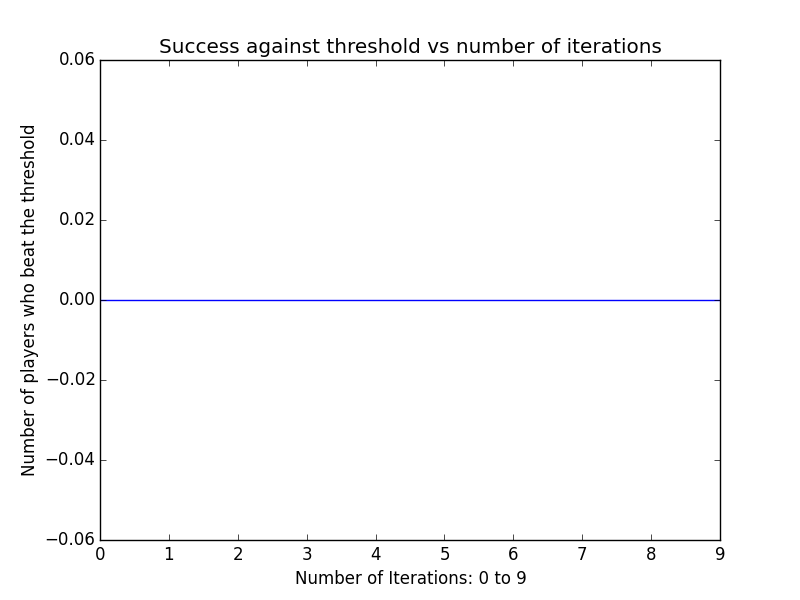 Success against threshold vs number of iterations
0.06
0.04
0.02
0.00
−0.02
−0.04
−0.06
Number of players who beat the threshold
0 1 2 3 4 5 6 7 8 9
Number of Iterations: 0 to 9